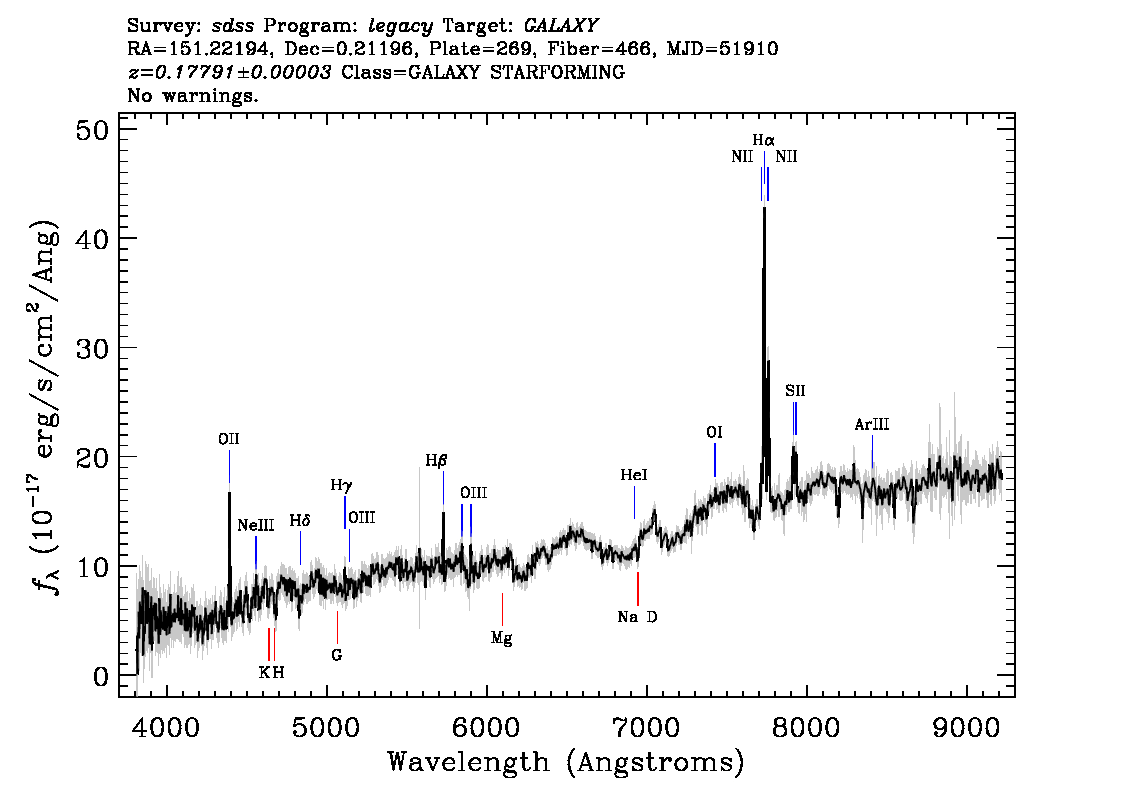 Survey: sdss Program: legacy Target: GALAXY
RA=151.22194, Dec=0.21196, Plate=269, Fiber=466, MJD=51910
z=0.17791±0.00003 Class=GALAXY STARFORMING
No warnings.
50
40
30
20
10
0
f_λ (10⁻¹⁷ erg/s/cm²/Ang)
Hα
NII NII
SII
ArIII
OI
OII
Hβ
OIII
HeI
Hγ
OIII
NeIII
Hδ
Na D
Mg
G
K H
4000 5000 6000 7000 8000 9000
Wavelength (Angstroms)